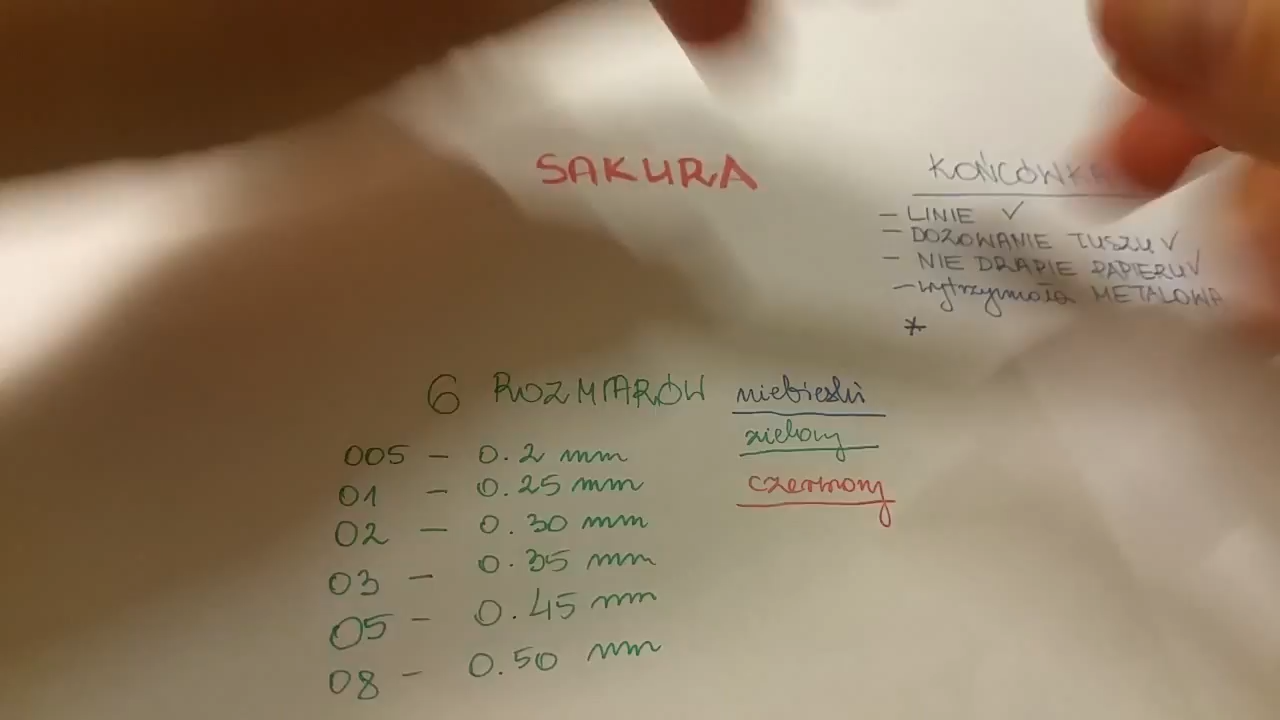 SAKURA
KOŃCÓWKA
- LINIE ✓
- DOZOWANIE TUSZU ✓
- NIE DRAPIE PAPIERU ✓
- wytrzymała METALOWA
*
6 ROZMIARÓW
niebieski
zielony
czerwony
005 - 0.2 mm
01 - 0.25 mm
02 - 0.30 mm
03 - 0.35 mm
05 - 0.45 mm
08 - 0.50 mm